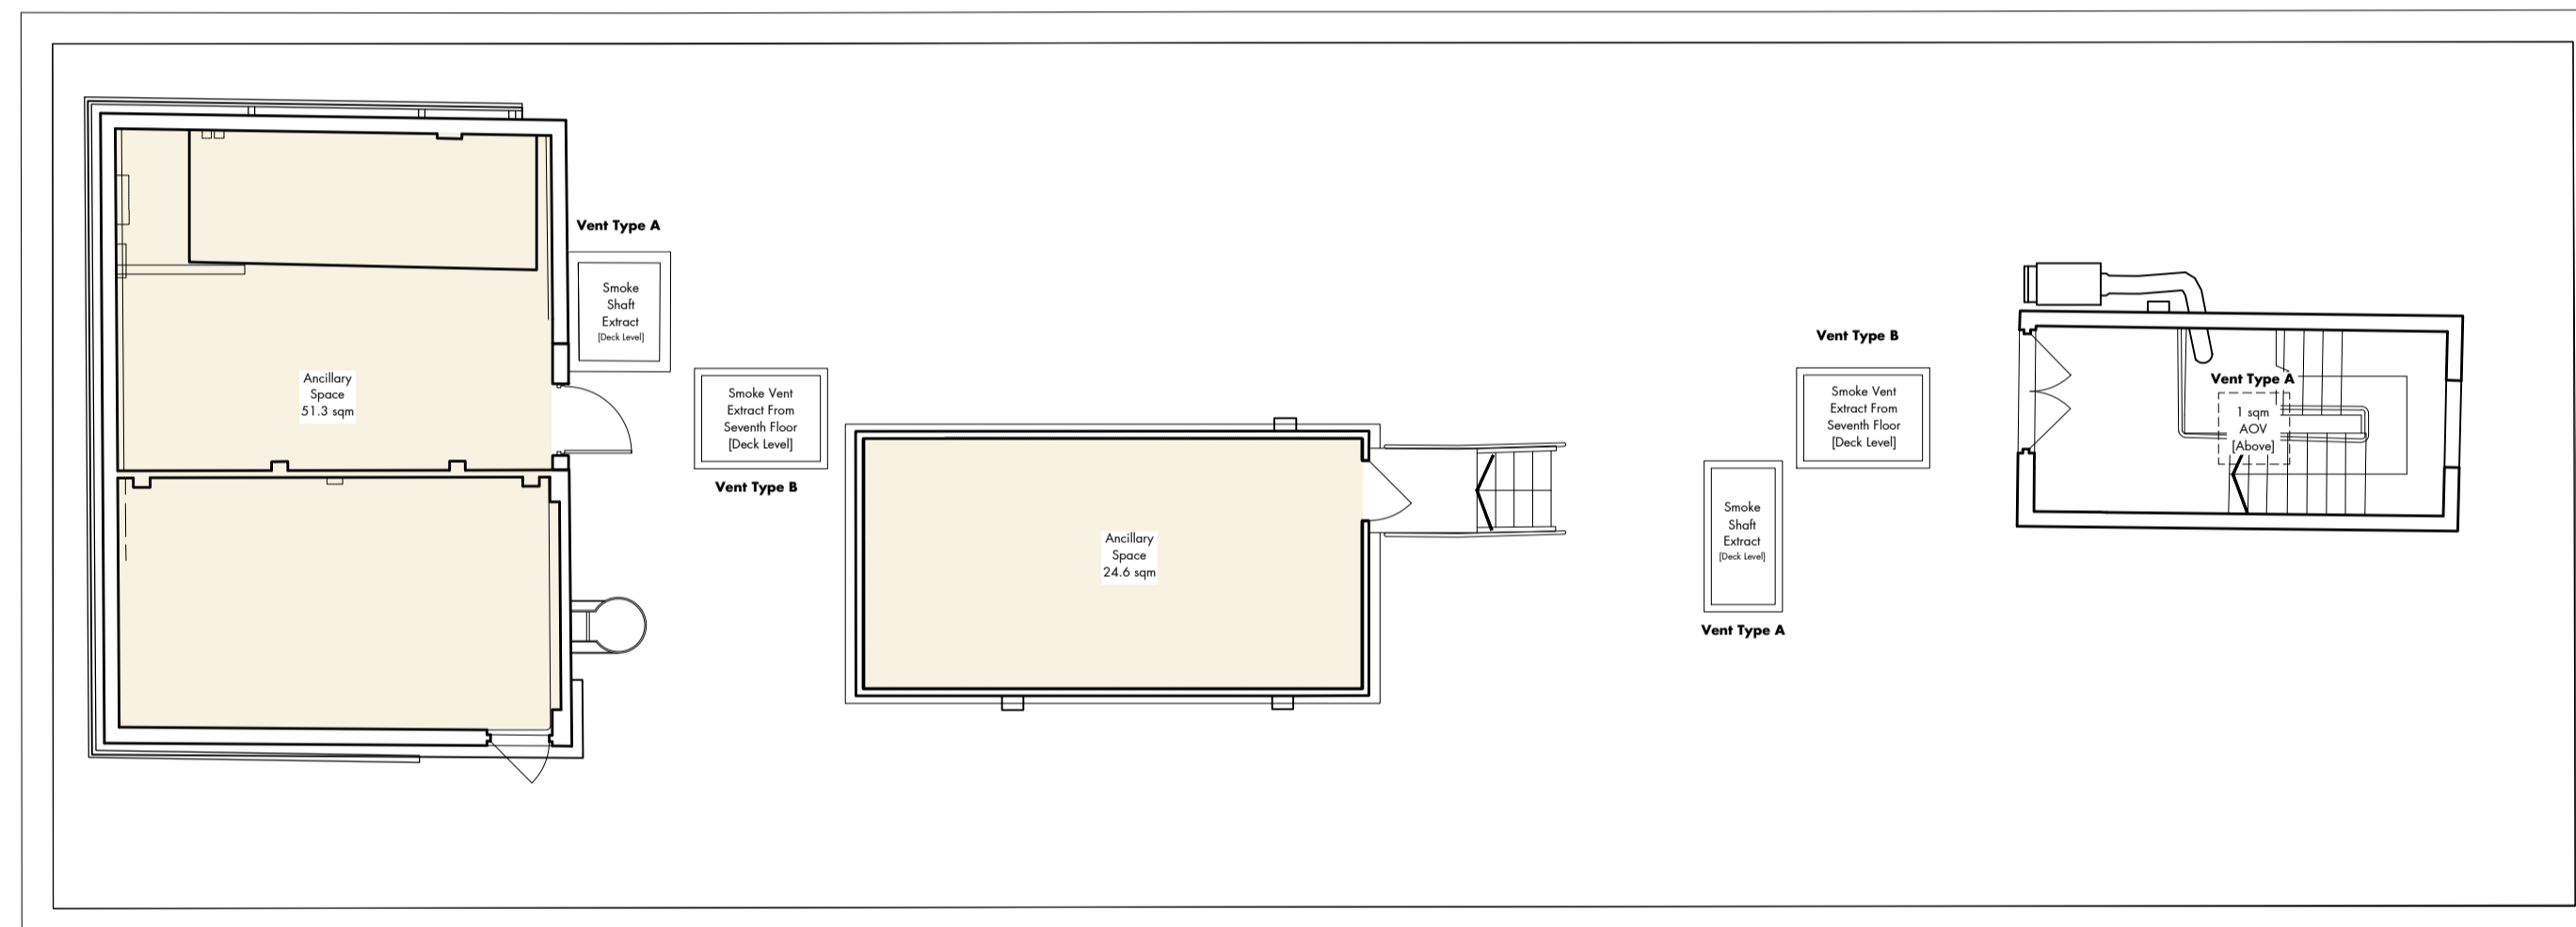 Vent Type A
Smoke
Shaft
Extract
[Deck Level]
Ancillary
Space
51.3 sqm
Smoke Vent
Extract From
Seventh Floor
[Deck Level]
Vent Type B
Ancillary
Space
24.6 sqm
Vent Type B
Smoke Vent
Extract From
Seventh Floor
[Deck Level]
Smoke
Shaft
Extract
[Deck Level]
Vent Type A
Vent Type A
1 sqm
AOV
[Above]